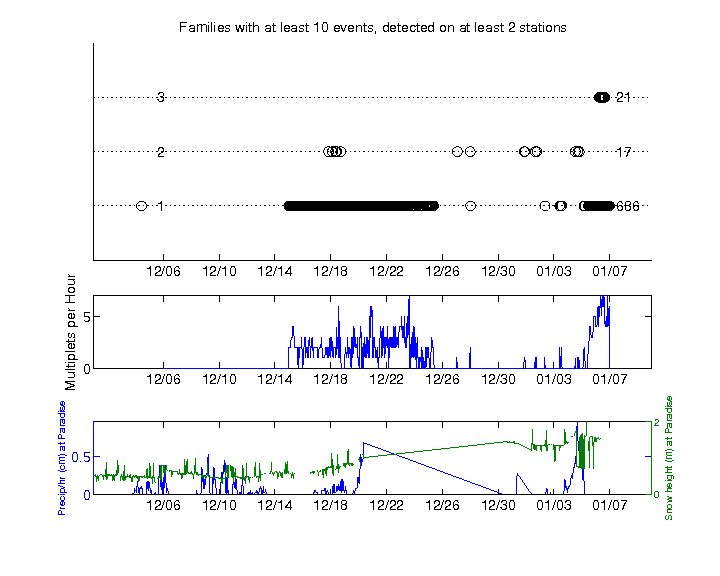 Families with at least 10 events, detected on at least 2 stations
3 21
2 17
1 686
12/06 12/10 12/14 12/18 12/22 12/26 12/30 01/03 01/07
Multiplets per Hour
5
0
12/06 12/10 12/14 12/18 12/22 12/26 12/30 01/03 01/07
Precip/hr (cm) at Paradise
0.5
0
2
0
Snow height (m) at Paradise
12/06 12/10 12/14 12/18 12/22 12/26 12/30 01/03 01/07